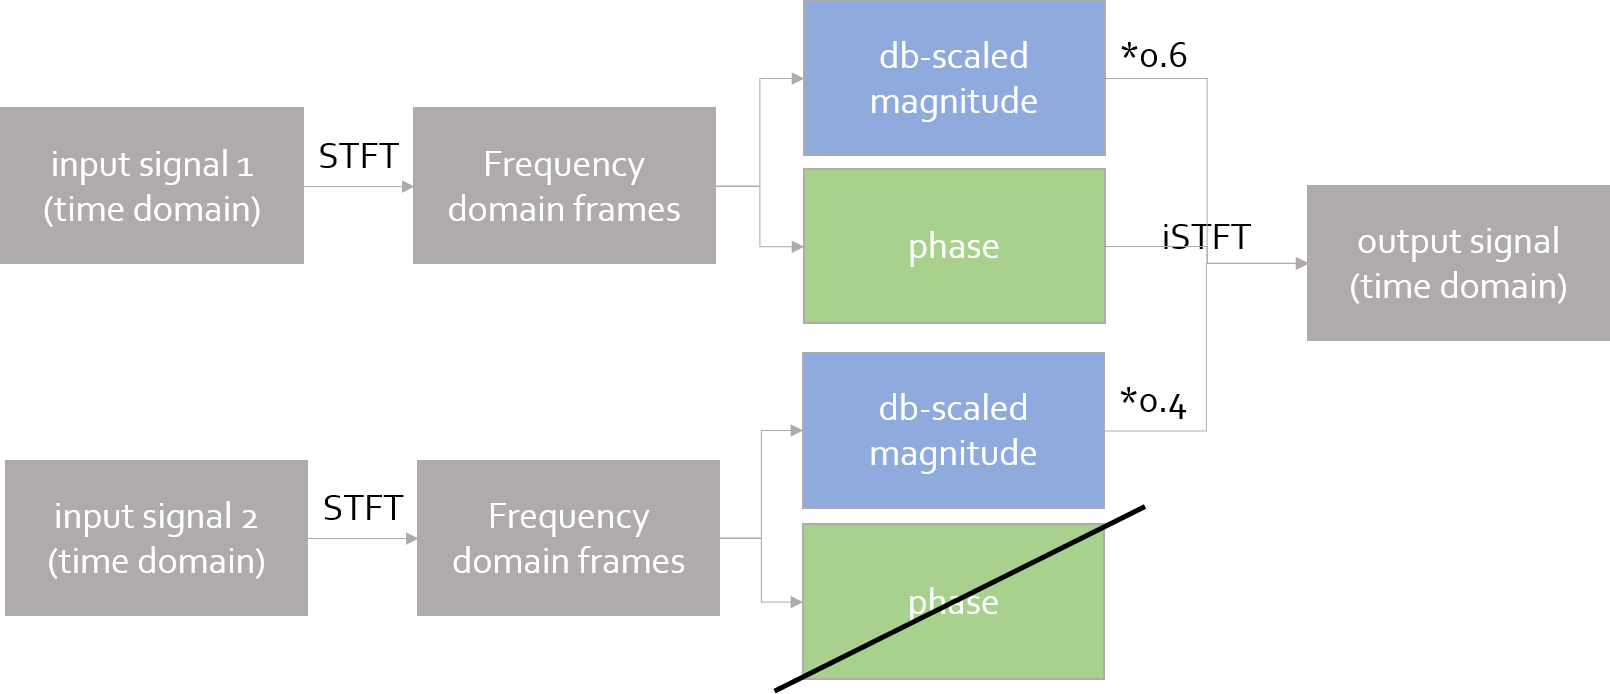 input signal 1
(time domain)
STFT
Frequency
domain frames
db-scaled
magnitude
*0.6
phase
iSTFT
output signal
(time domain)
input signal 2
(time domain)
STFT
Frequency
domain frames
db-scaled
magnitude
*0.4
phase